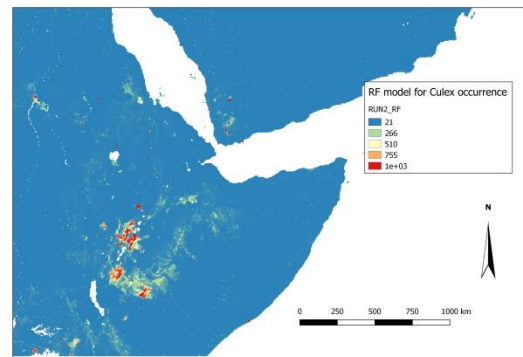 RF model for Culex occurrence
RUN2_RF
21
266
510
755
1e+03
N
0 250 500 750 1000 km